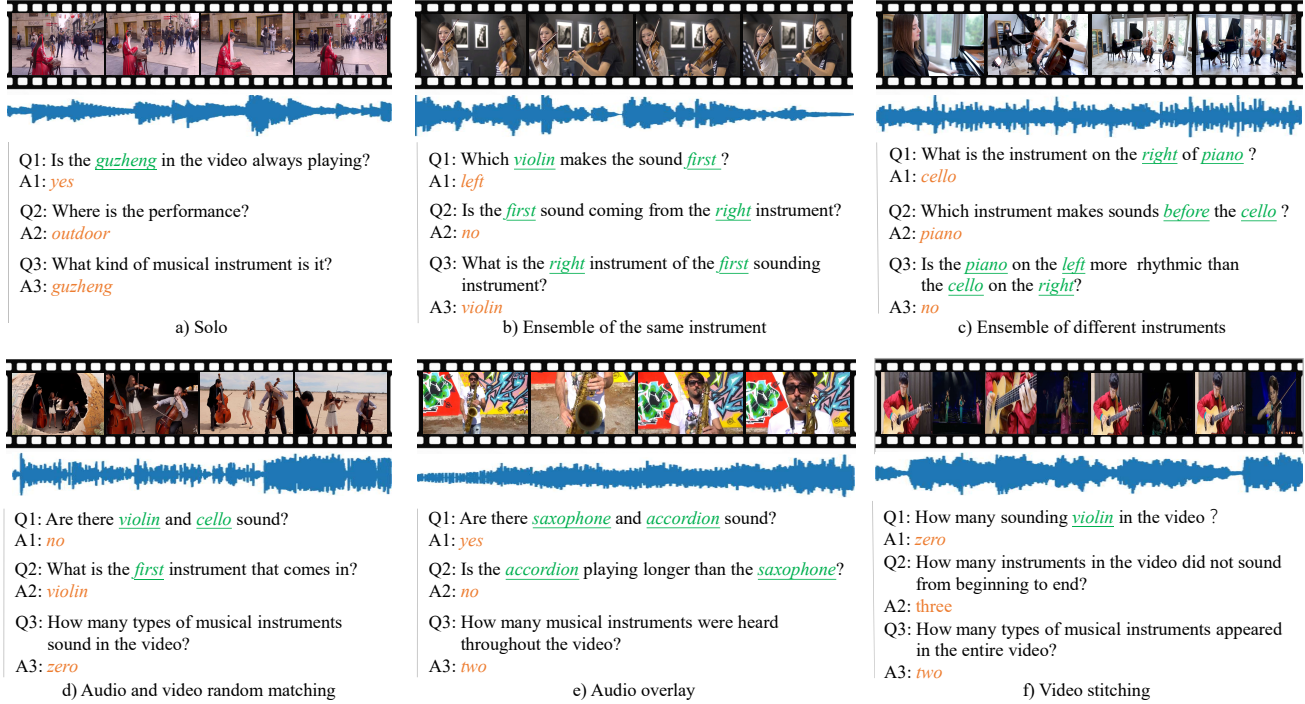 Q1: Is the guzheng in the video always playing?
A1: yes
Q2: Where is the performance?
A2: outdoor
Q3: What kind of musical instrument is it?
A3: guzheng
a) Solo
Q1: Which violin makes the sound first ?
A1: left
Q2: Is the first sound coming from the right instrument?
A2: no
Q3: What is the right instrument of the first sounding
instrument?
A3: violin
b) Ensemble of the same instrument
Q1: What is the instrument on the right of piano ?
A1: cello
Q2: Which instrument makes sounds before the cello ?
A2: piano
Q3: Is the piano on the left more rhythmic than
the cello on the right?
A3: no
c) Ensemble of different instruments
Q1: Are there violin and cello sound?
A1: no
Q2: What is the first instrument that comes in?
A2: violin
Q3: How many types of musical instruments
sound in the video?
A3: zero
d) Audio and video random matching
Q1: Are there saxophone and accordion sound?
A1: yes
Q2: Is the accordion playing longer than the saxophone?
A2: no
Q3: How many musical instruments were heard
throughout the video?
A3: two
e) Audio overlay
Q1: How many sounding violin in the video ?
A1: zero
Q2: How many instruments in the video did not sound
from beginning to end?
A2: three
Q3: How many types of musical instruments appeared
in the entire video?
A3: two
f) Video stitching